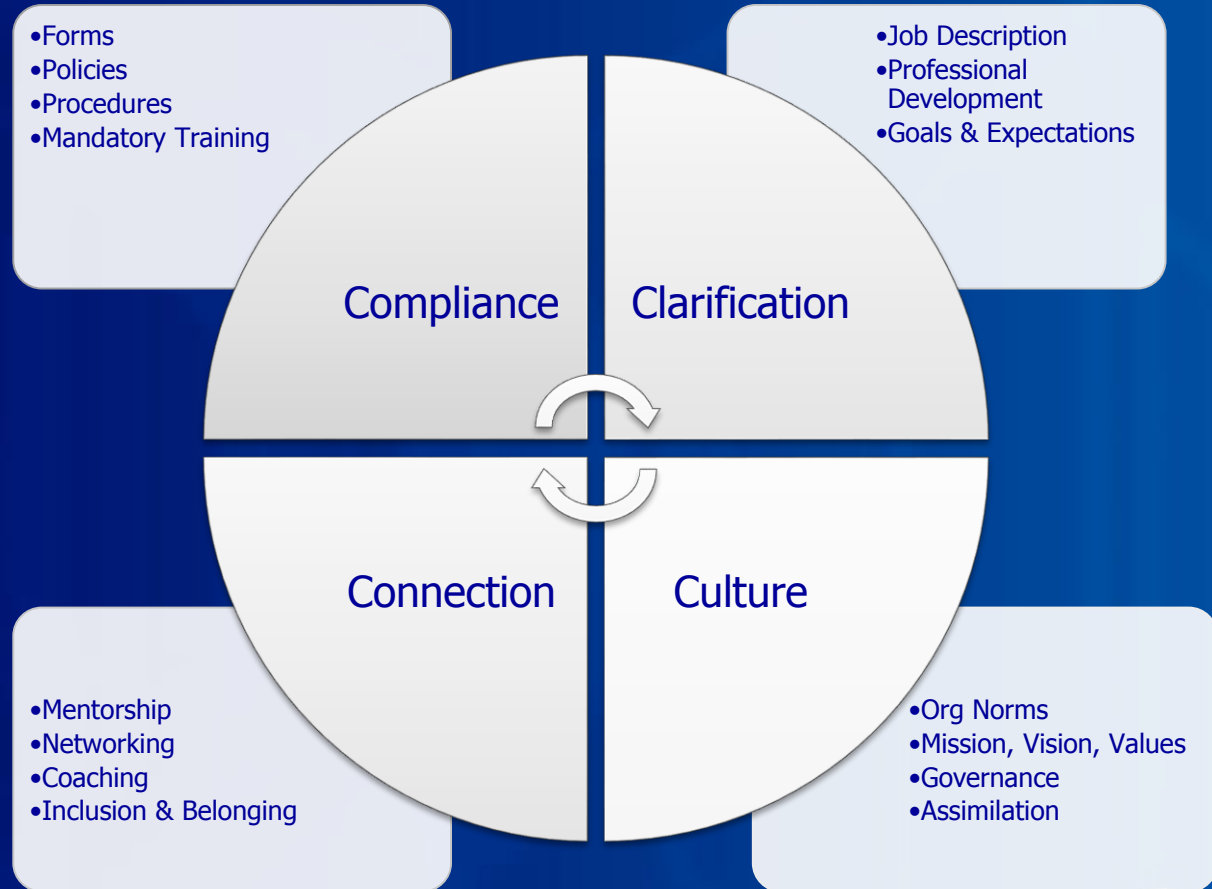 •Forms
•Policies
•Procedures
•Mandatory Training
•Job Description
•Professional
Development
•Goals & Expectations
Compliance
Clarification
Connection
Culture
•Mentorship
•Networking
•Coaching
•Inclusion & Belonging
•Org Norms
•Mission, Vision, Values
•Governance
•Assimilation